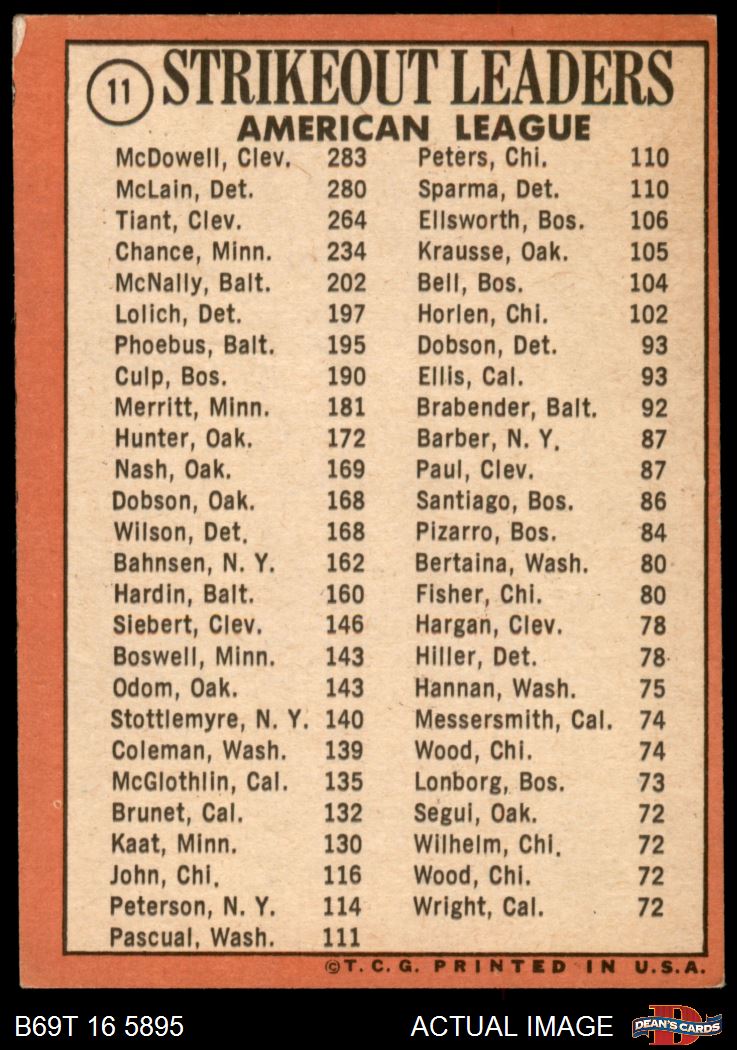 11 STRIKEOUT LEADERS
AMERICAN LEAGUE
McDowell, Clev. 283
McLain, Det. 280
Tiant, Clev. 264
Chance, Minn. 234
McNally, Balt. 202
Lolich, Det. 197
Phoebus, Balt. 195
Culp, Bos. 190
Merritt, Minn. 181
Hunter, Oak. 172
Nash, Oak. 169
Dobson, Oak. 168
Wilson, Det. 168
Bahnsen, N. Y. 162
Hardin, Balt. 160
Siebert, Clev. 146
Boswell, Minn. 143
Odom, Oak. 143
Stottlemyre, N. Y. 140
Coleman, Wash. 139
McGlothlin, Cal. 135
Brunet, Cal. 132
Kaat, Minn. 130
John, Chi. 116
Peterson, N. Y. 114
Pascual, Wash. 111
Peters, Chi. 110
Sparma, Det. 110
Ellsworth, Bos. 106
Krausse, Oak. 105
Bell, Bos. 104
Horlen, Chi. 102
Dobson, Det. 93
Ellis, Cal. 93
Brabender, Balt. 92
Barber, N. Y. 87
Paul, Clev. 87
Santiago, Bos. 86
Pizarro, Bos. 84
Bertaina, Wash. 80
Fisher, Chi. 80
Hargan, Clev. 78
Hiller, Det. 78
Hannan, Wash. 75
Messersmith, Cal. 74
Wood, Chi. 74
Lonborg, Bos. 73
Segui, Oak. 72
Wilhelm, Chi. 72
Wood, Chi. 72
Wright, Cal. 72
©T. C. G. PRINTED IN U.S.A.
B69T 16 5895 ACTUAL IMAGE
D
DEAN'S CARDS